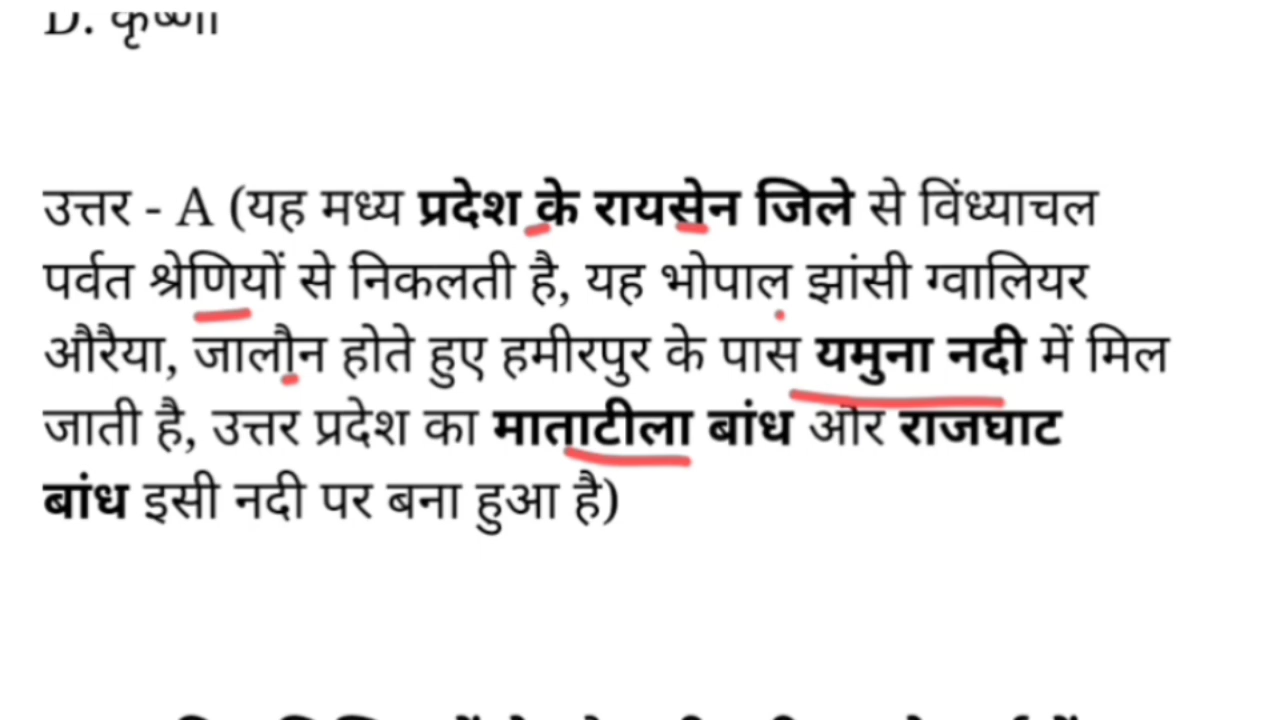 D. कृष्णा
उत्तर - A (यह मध्य प्रदेश के रायसेन जिले से विंध्याचल
पर्वत श्रेणियों से निकलती है, यह भोपाल झांसी ग्वालियर
औरैया, जालौन होते हुए हमीरपुर के पास यमुना नदी में मिल
जाती है, उत्तर प्रदेश का माताटीला बांध और राजघाट
बांध इसी नदी पर बना हुआ है)